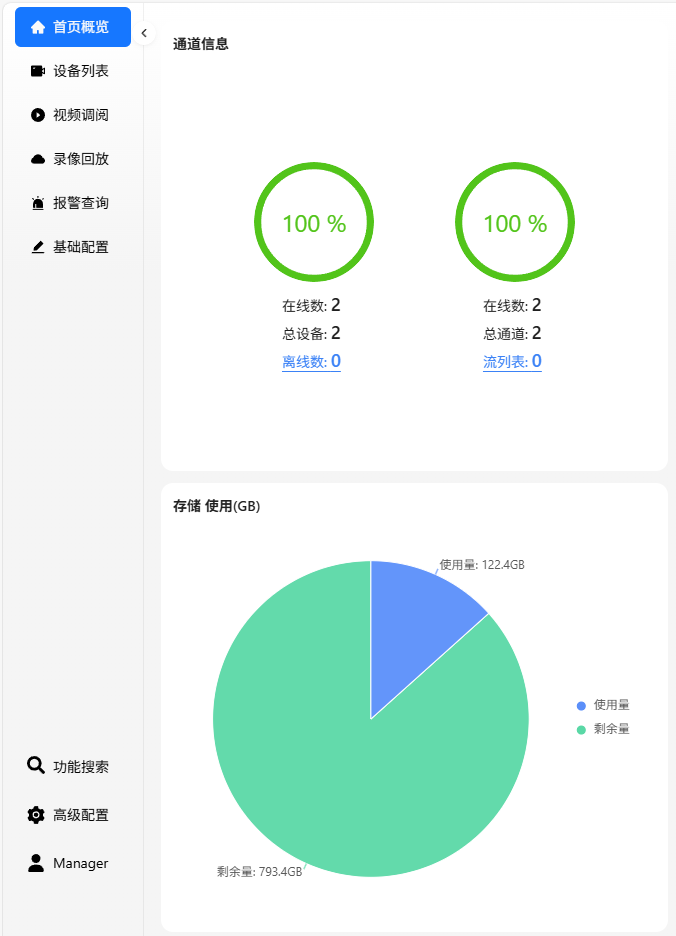 首页概览
设备列表
视频调阅
录像回放
报警查询
基础配置
功能搜索
高级配置
Manager
通道信息
100 %
在线数: 2
总设备: 2
离线数: 0
100 %
在线数: 2
总通道: 2
流列表: 0
存储 使用(GB)
使用量: 122.4GB
剩余量: 793.4GB
使用量
剩余量